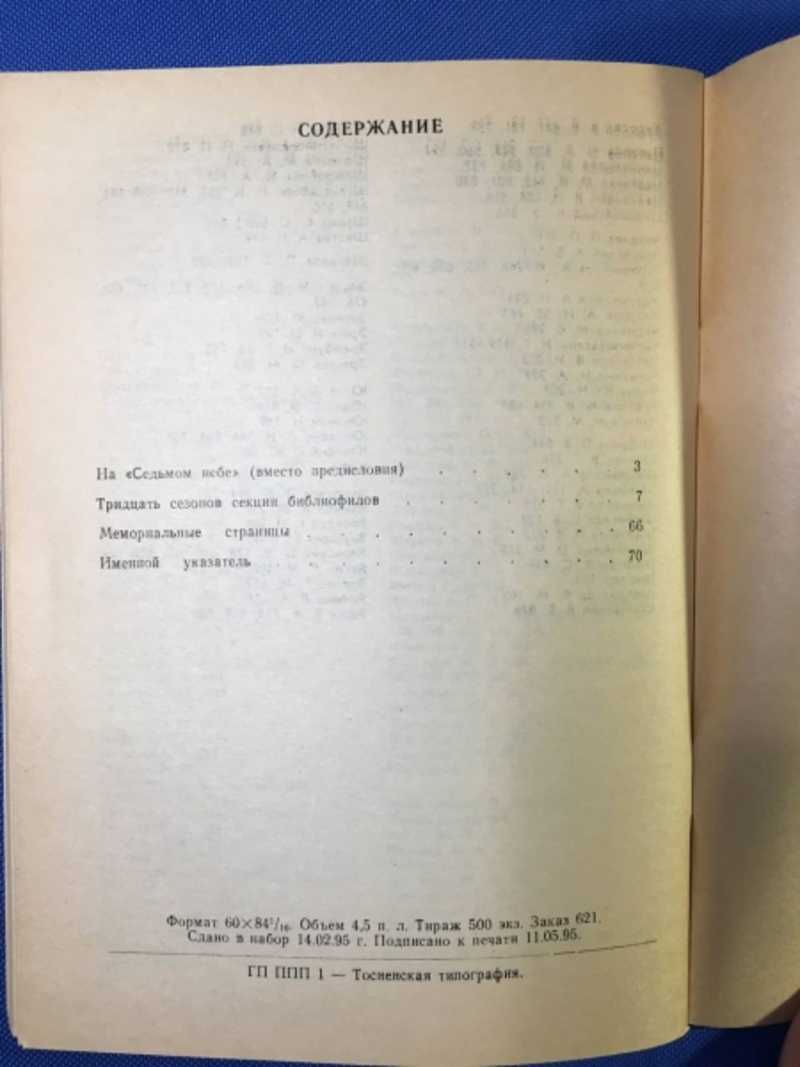 СОДЕРЖАНИЕ
На «Седьмом небе» (вместо предисловия) . . . . . . 3
Тридцать сезонов секции библиофилов . . . . . . . 7
Мемориальные страницы . . . . . . . . . . 66
Именной указатель . . . . . . . . . . . 70
Формат 60×84¹/₁₆. Объем 4,5 п. л. Тираж 500 экз. Заказ 621.
Сдано в набор 14.02.95 г. Подписано к печати 11.05.95.
ГП ППП 1 — Тосненская типография.